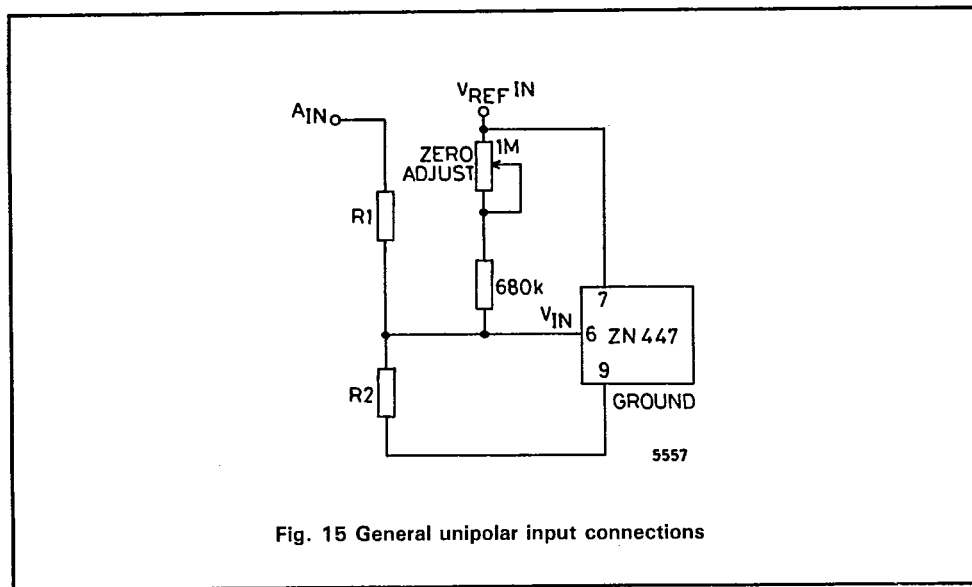 AIN
VREF IN
1M
ZERO
ADJUST
R1
680k
7
VIN
6 ZN 447
9
R2
GROUND
5557
Fig. 15 General unipolar input connections